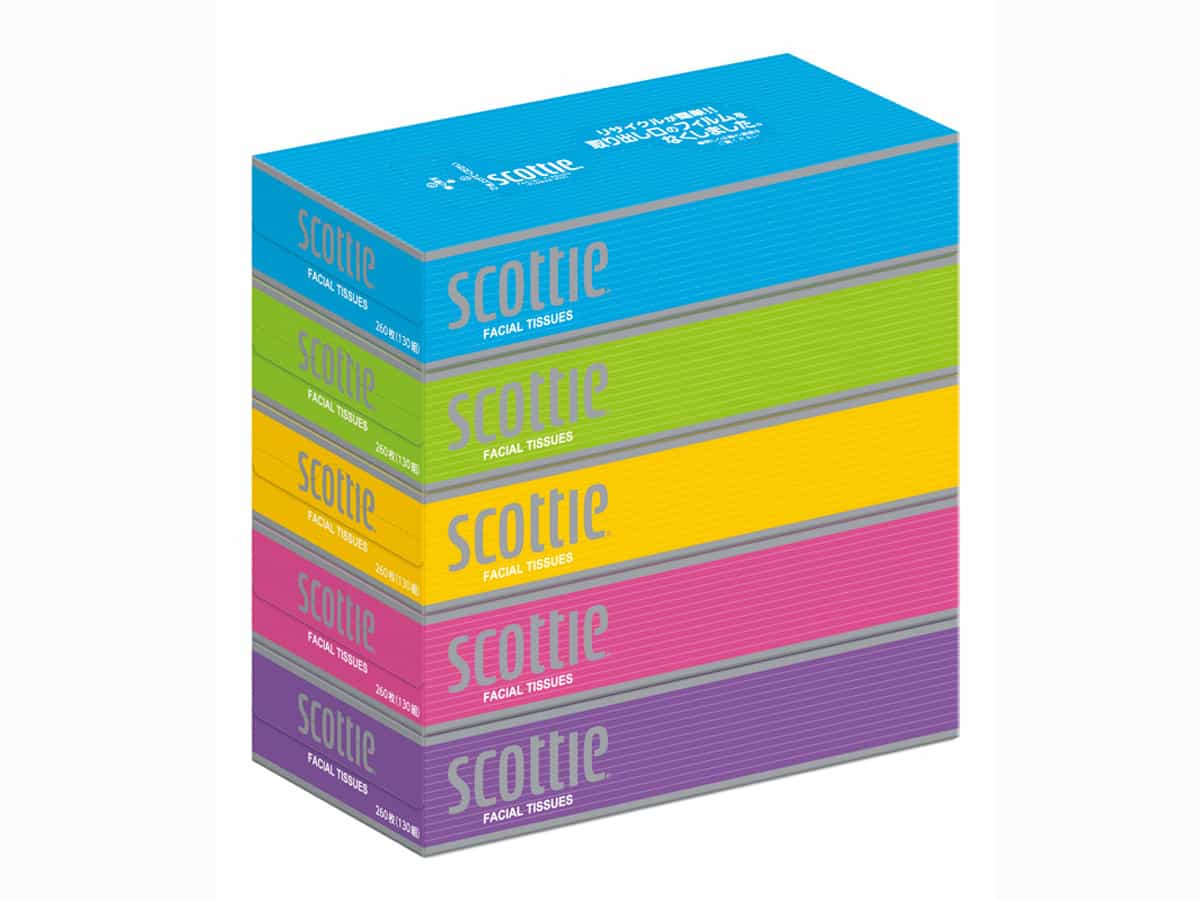 リサイクルが簡単!!
取り出し口のフィルムを
なくしました。
scottie
scottie
FACIAL TISSUES
260枚(130組)
scottie
FACIAL TISSUES
scottie
FACIAL TISSUES
260枚(130組)
scottie
FACIAL TISSUES
scottie
FACIAL TISSUES
260枚(130組)
scottie
FACIAL TISSUES
scottie
FACIAL TISSUES
260枚(130組)
scottie
FACIAL TISSUES
scottie
FACIAL TISSUES
260枚(130組)
scottie
FACIAL TISSUES